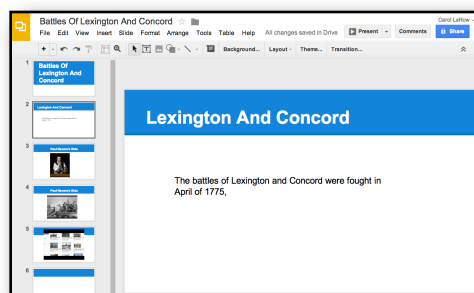 Battles Of Lexington And Concord
Carol LaRow
File Edit View Insert Slide Format Arrange Tools Table Help All changes saved in Drive
Present
Comments
Share
Background... Layout Theme... Transition...
1
Battles Of
Lexington And
Concord
2
Lexington And Concord
3
Paul Revere's Ride
4
Paul Revere's Ride
5
6
Lexington And Concord
The battles of Lexington and Concord were fought in
April of 1775,